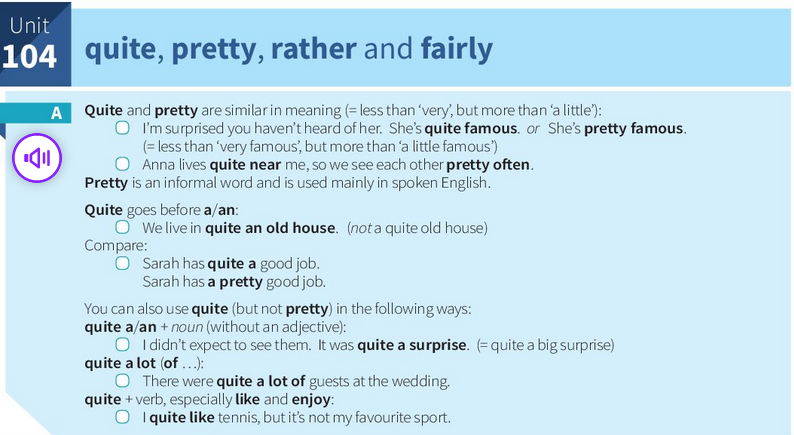 Unit
104
quite, pretty, rather and fairly
A
Quite and pretty are similar in meaning (= less than ‘very’, but more than ‘a little’):
I’m surprised you haven’t heard of her. She’s quite famous. or She’s pretty famous.
(= less than ‘very famous’, but more than ‘a little famous’)
Anna lives quite near me, so we see each other pretty often.
Pretty is an informal word and is used mainly in spoken English.
Quite goes before a/an:
We live in quite an old house. (not a quite old house)
Compare:
Sarah has quite a good job.
Sarah has a pretty good job.
You can also use quite (but not pretty) in the following ways:
quite a/an + noun (without an adjective):
I didn’t expect to see them. It was quite a surprise. (= quite a big surprise)
quite a lot (of …):
There were quite a lot of guests at the wedding.
quite + verb, especially like and enjoy:
I quite like tennis, but it’s not my favourite sport.